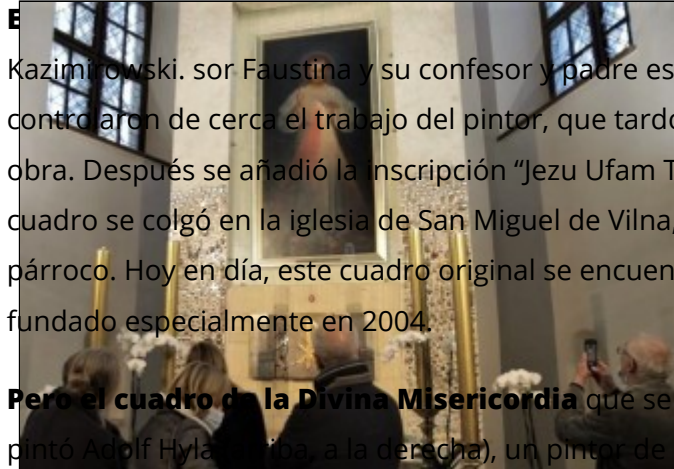 E
Kazimirowski. sor Faustina y su confesor y padre es
controlaron de cerca el trabajo del pintor, que tardó
obra. Después se añadió la inscripción “Jezu Ufam T
cuadro se colgó en la iglesia de San Miguel de Vilna,
párroco. Hoy en día, este cuadro original se encuen
fundado especialmente en 2004.
Pero el cuadro de la Divina Misericordia que se
pintó Adolf Hyla (arriba, a la derecha), un pintor de